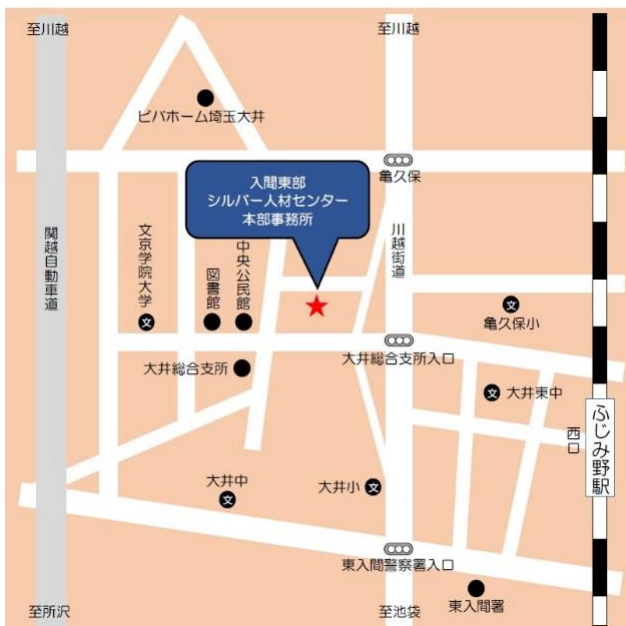 至川越
至川越
ビバホーム埼玉大井
亀久保
入間東部
シルバー人材センター
本部事務所
関越自動車道
文京学院大学
文
図書館
中央公民館
川越街道
文
亀久保小
大井総合支所入口
大井総合支所
文
大井東中
ふじみ野駅
西口
大井中
文
大井小
文
東入間警察署入口
東入間署
至所沢
至池袋